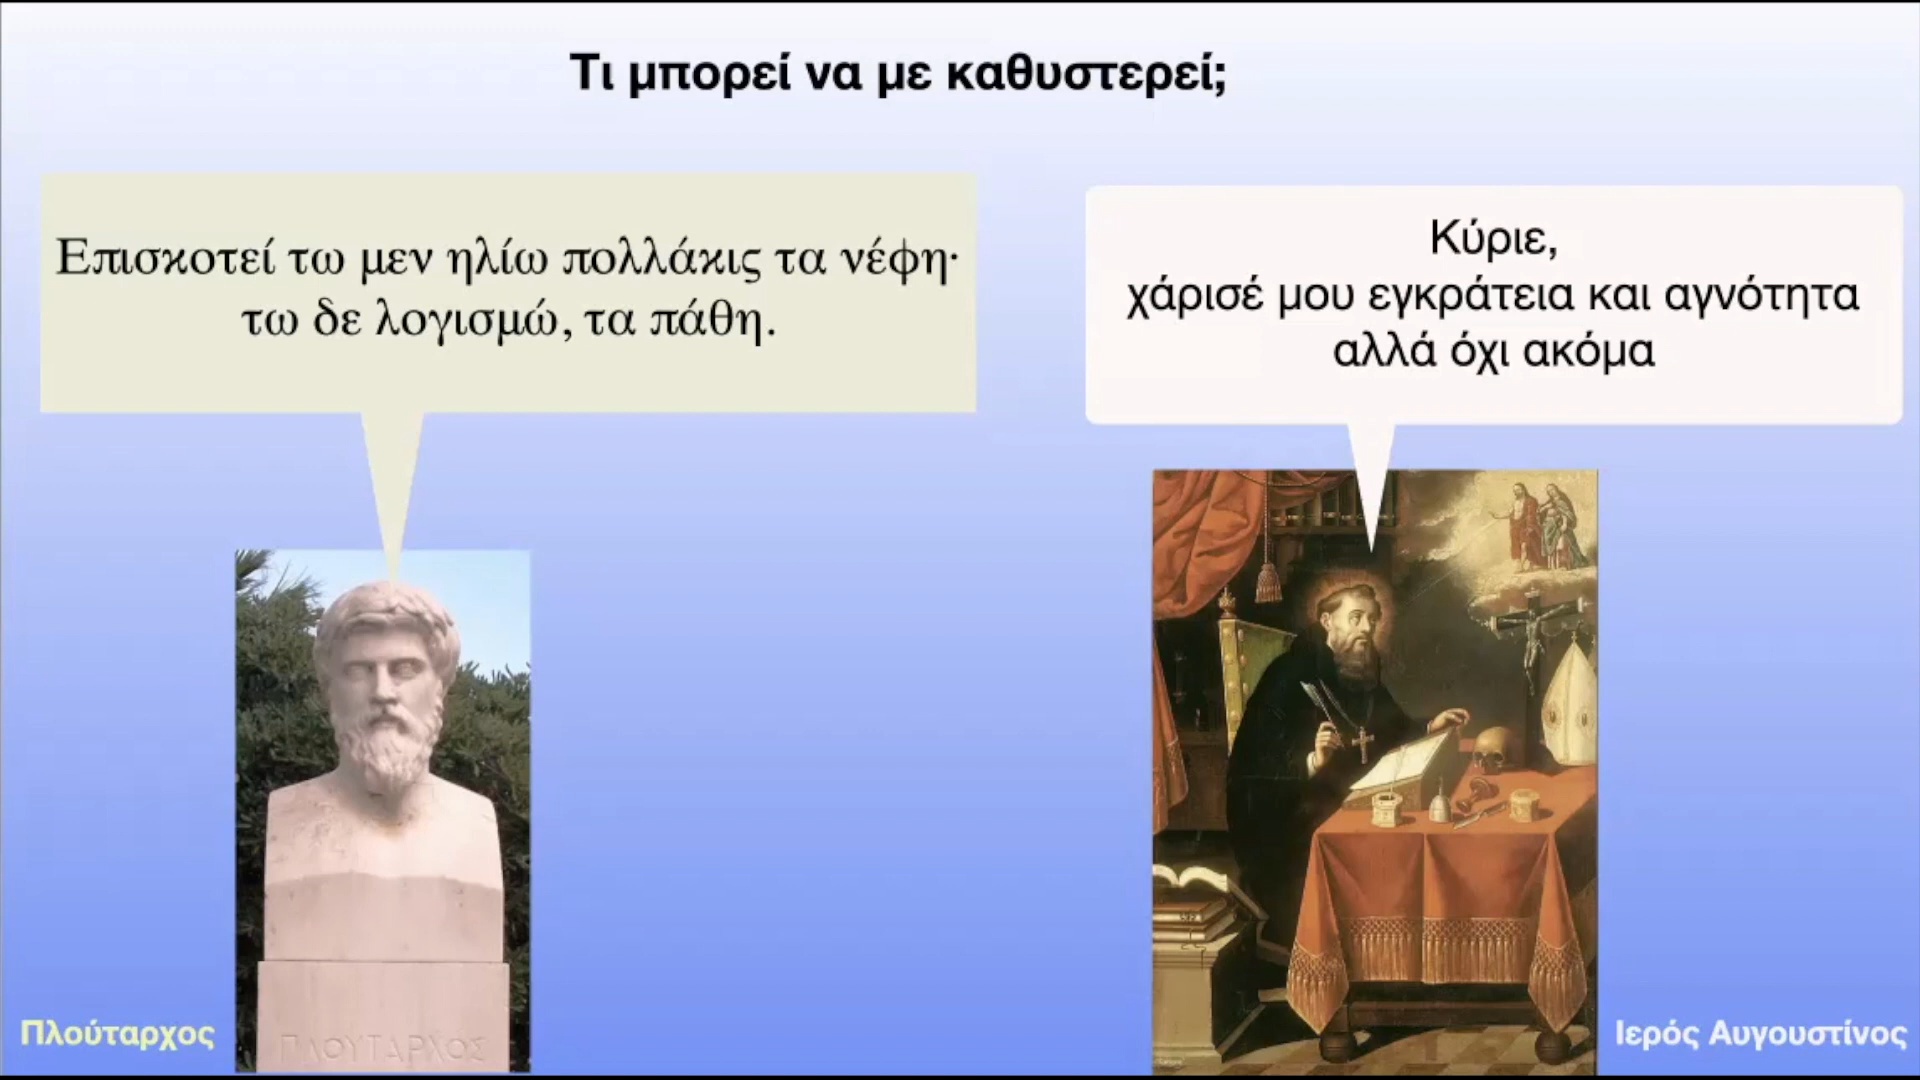 Τι μπορεί να με καθυστερεί;
Επισκοτεί τω μεν ηλίω πολλάκις τα νέφη·
τω δε λογισμώ, τα πάθη.
Κύριε,
χάρισέ μου εγκράτεια και αγνότητα
αλλά όχι ακόμα
ΠΛΟΥΤΑΡΧΟΣ
Πλούταρχος
Ιερός Αυγουστίνος